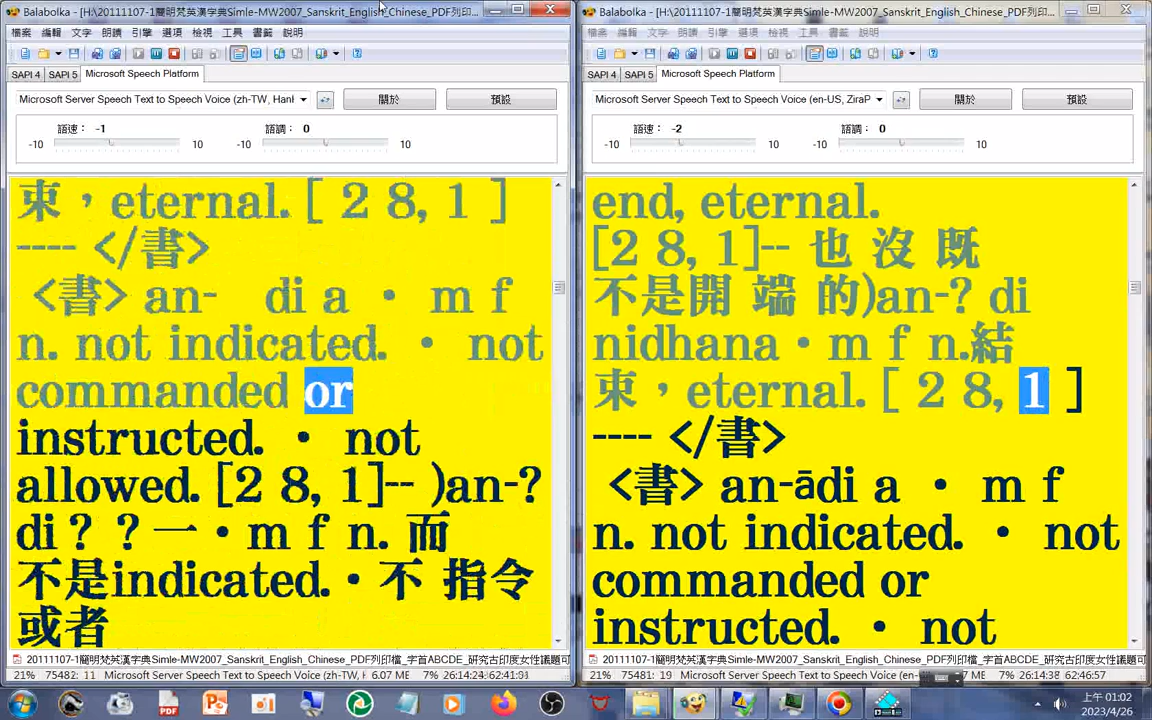 Balabolka - [H:\20111107-1簡明梵英漢字典Simle-MW2007_Sanskrit_English_Chinese_PDF列印...
檔案 編輯 文字 朗讀 引擎 選項 檢視 工具 書籤 說明
SAPI 4 SAPI 5 Microsoft Speech Platform
Microsoft Server Speech Text to Speech Voice (zh-TW, Hanl
關於 預設
語速: -1 語調: 0
-10 10 -10 10
束，eternal. [ 2 8, 1 ]
---- </書>
<書> an- di a • m f
n. not indicated. • not
commanded or
instructed. • not
allowed. [2 8, 1]-- )an-?
di ? ? 一 • m f n. 而
不是indicated. • 不 指令
或者
20111107-1簡明梵英漢字典Simle-MW2007_Sanskrit_English_Chinese_PDF列印檔_字首ABCDE_研究古印度女性議題可
21% 75482: 11 Microsoft Server Speech Text to Speech Voice (zh-TW, H 6.07 MB 7% 26:14:24
Balabolka - [H:\20111107-1簡明梵英漢字典Simle-MW2007_Sanskrit_English_Chinese_PDF列印...
檔案 編輯 文字 朗讀 引擎 選項 檢視 工具 書籤 說明
SAPI 4 SAPI 5 Microsoft Speech Platform
Microsoft Server Speech Text to Speech Voice (en-US, ZiraP
關於 預設
語速: -2 語調: 0
-10 10 -10 10
end, eternal.
[2 8, 1]-- 也 沒 既
不是開 端 的)an-? di
nidhana • m f n.結
束，eternal. [ 2 8, 1 ]
---- </書>
<書> an-ādi a • m f
n. not indicated. • not
commanded or
instructed. • not
20111107-1簡明梵英漢字典Simle-MW2007_Sanskrit_English_Chinese_PDF列印檔_字首ABCDE_研究古印度女性議題可
21% 75481: 19 Microsoft Server Speech Text to Speech Voice (en-US, 7% 26:14:38 62:46:57
上午 01:02
2023/4/26